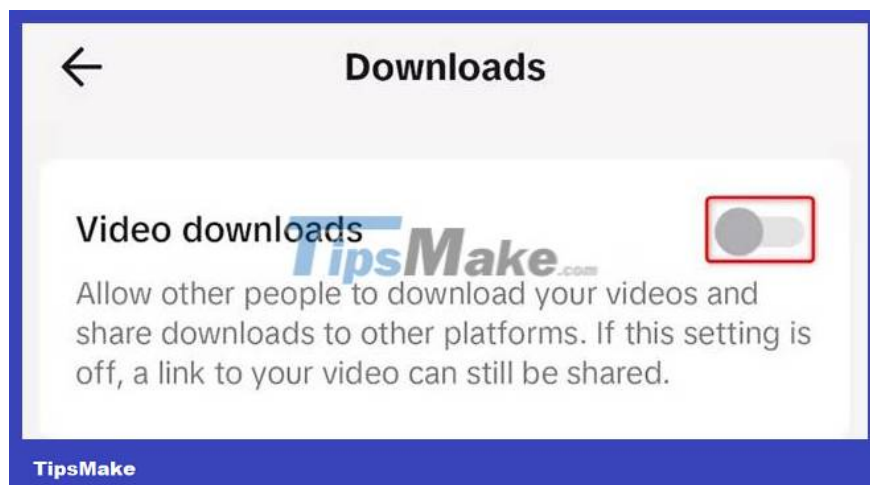 Downloads
Video downloads
TipsMake.com
Allow other people to download your videos and
share downloads to other platforms. If this setting is
off, a link to your video can still be shared.
TipsMake